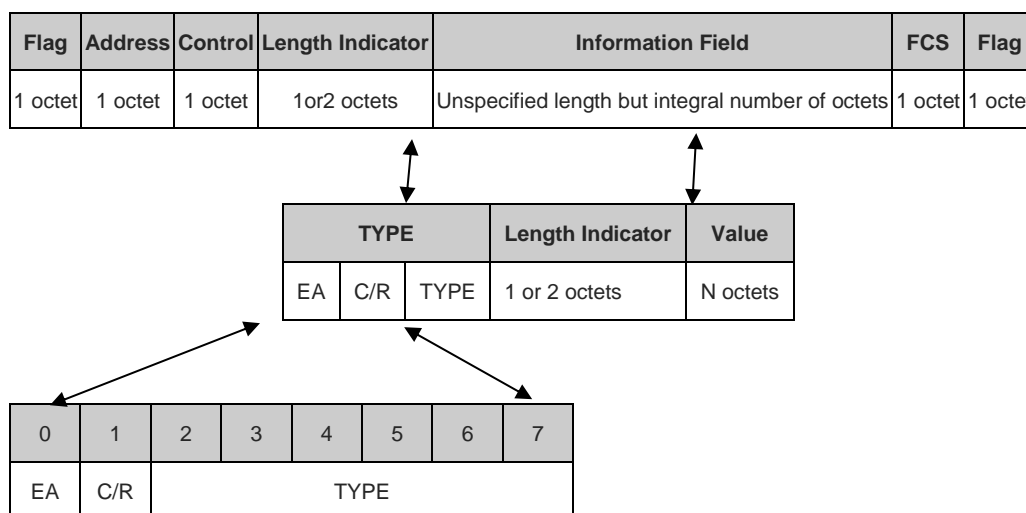 Flag Address Control Length Indicator Information Field FCS Flag
1 octet 1 octet 1 octet 1or2 octets Unspecified length but integral number of octets 1 octet 1 octe
TYPE Length Indicator Value
EA C/R TYPE 1 or 2 octets N octets
0 1 2 3 4 5 6 7
EA C/R TYPE